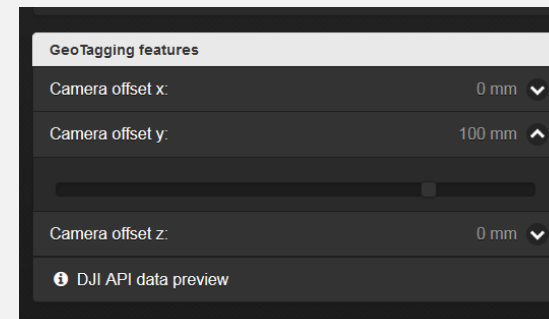 GeoTagging features
Camera offset x: 0 mm
Camera offset y: 100 mm
Camera offset z: 0 mm
DJI API data preview